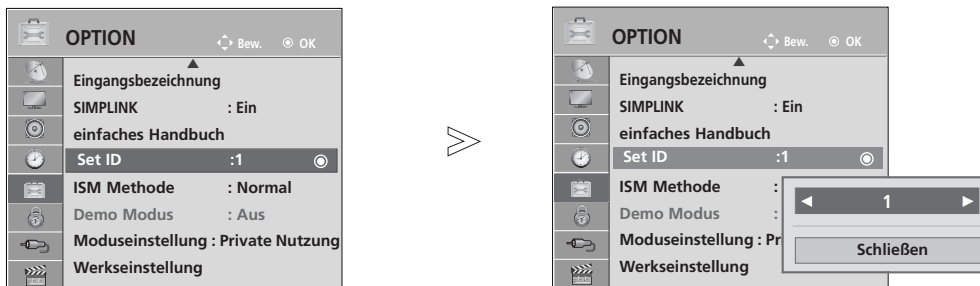 OPTION Bew. OK
Eingangsbezeichnung
SIMPLINK : Ein
einfaches Handbuch
Set ID :1
ISM Methode : Normal
Demo Modus : Aus
Moduseinstellung : Private Nutzung
Werkseinstellung
OPTION Bew. OK
Eingangsbezeichnung
SIMPLINK : Ein
einfaches Handbuch
Set ID :1
ISM Methode :
Demo Modus :
Moduseinstellung : Pr
Werkseinstellung
1
Schließen